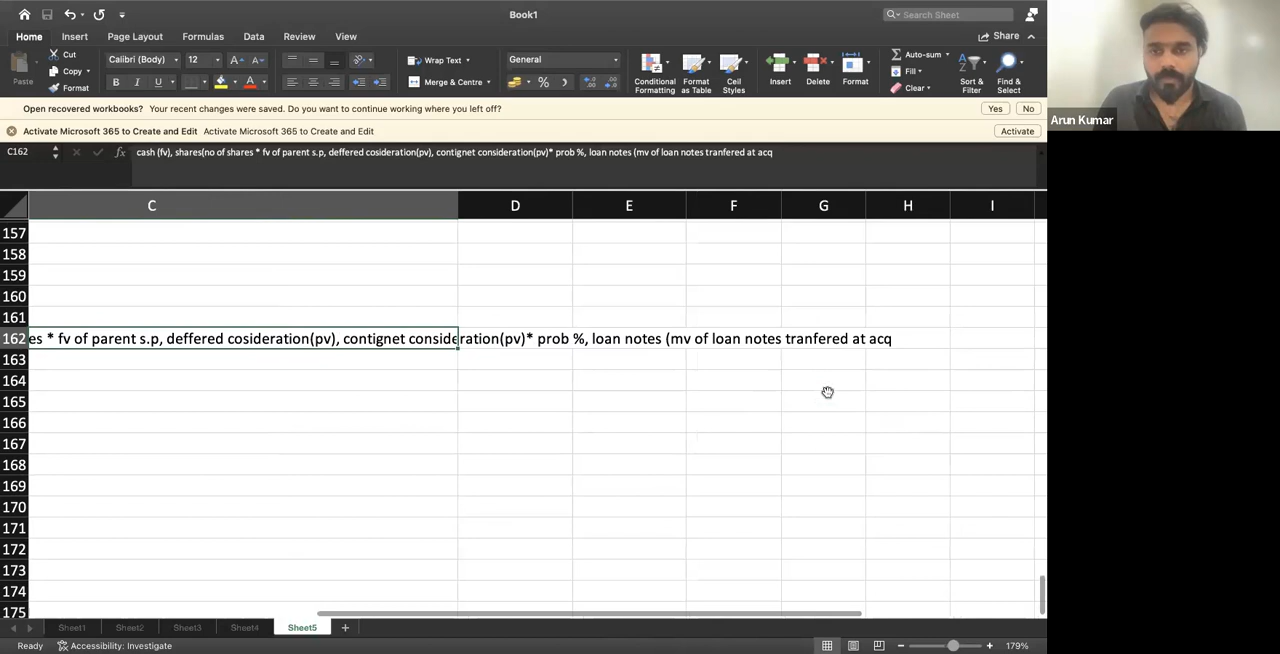 Book1
Search Sheet
Home Insert Page Layout Formulas Data Review View Share
Paste
Cut
Copy
Format
Calibri (Body) 12 A A
B I U A
Wrap Text
Merge & Centre
General
%
Conditional Formatting
Format as Table
Cell Styles
Insert
Delete
Format
Auto-sum
Fill
Clear
Sort & Filter
Find & Select
Open recovered workbooks? Your recent changes were saved. Do you want to continue working where you left off? Yes No
Activate Microsoft 365 to Create and Edit Activate Microsoft 365 to Create and Edit Activate
Arun Kumar
C162 fx cash (fv), shares(no of shares * fv of parent s.p, deffered cosideration(pv), contignet consideration(pv)* prob %, loan notes (mv of loan notes tranfered at acq
C D E F G H I
157
158
159
160
161
162 es * fv of parent s.p, deffered cosideration(pv), contignet consideration(pv)* prob %, loan notes (mv of loan notes tranfered at acq
163
164
165
166
167
168
169
170
171
172
173
174
175
Sheet1 Sheet2 Sheet3 Sheet4 Sheet5 +
Ready Accessibility: Investigate 179%